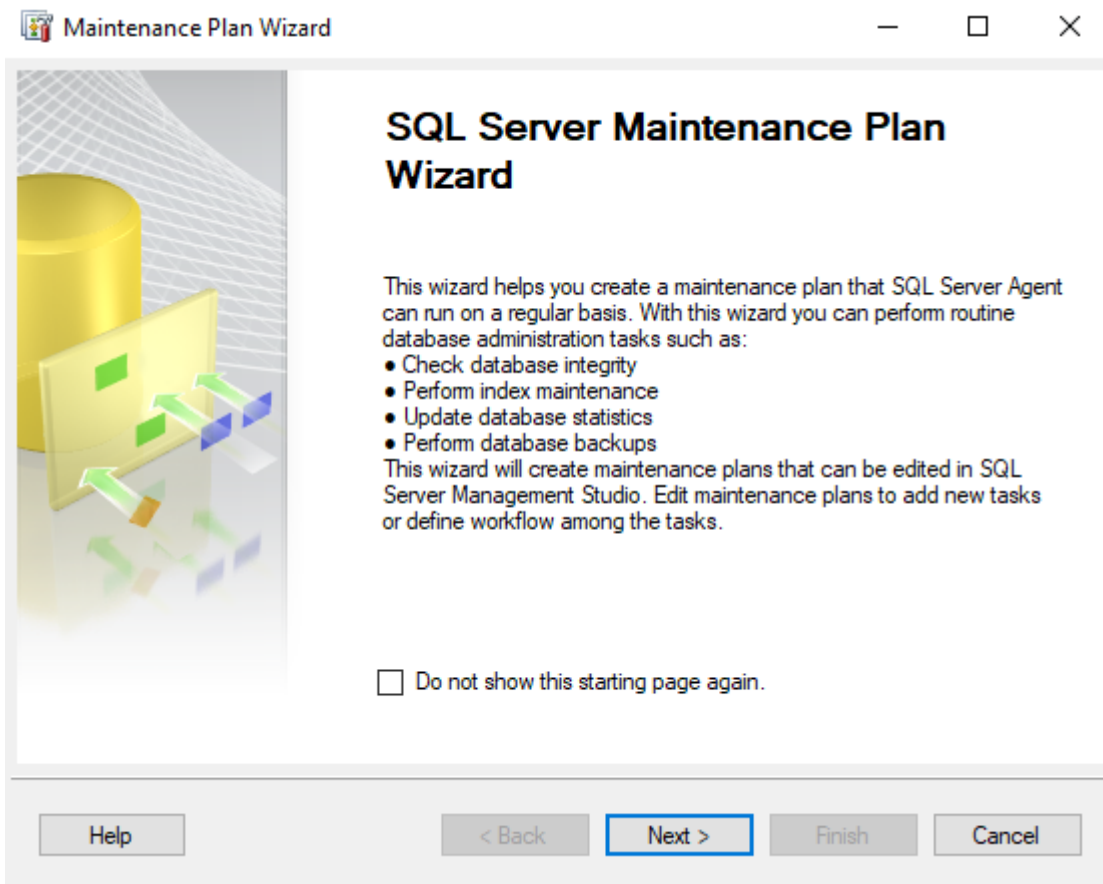 Maintenance Plan Wizard
SQL Server Maintenance Plan
Wizard
This wizard helps you create a maintenance plan that SQL Server Agent
can run on a regular basis. With this wizard you can perform routine
database administration tasks such as:
● Check database integrity
● Perform index maintenance
● Update database statistics
● Perform database backups
This wizard will create maintenance plans that can be edited in SQL
Server Management Studio. Edit maintenance plans to add new tasks
or define workflow among the tasks.
Do not show this starting page again.
Help < Back Next > Finish Cancel